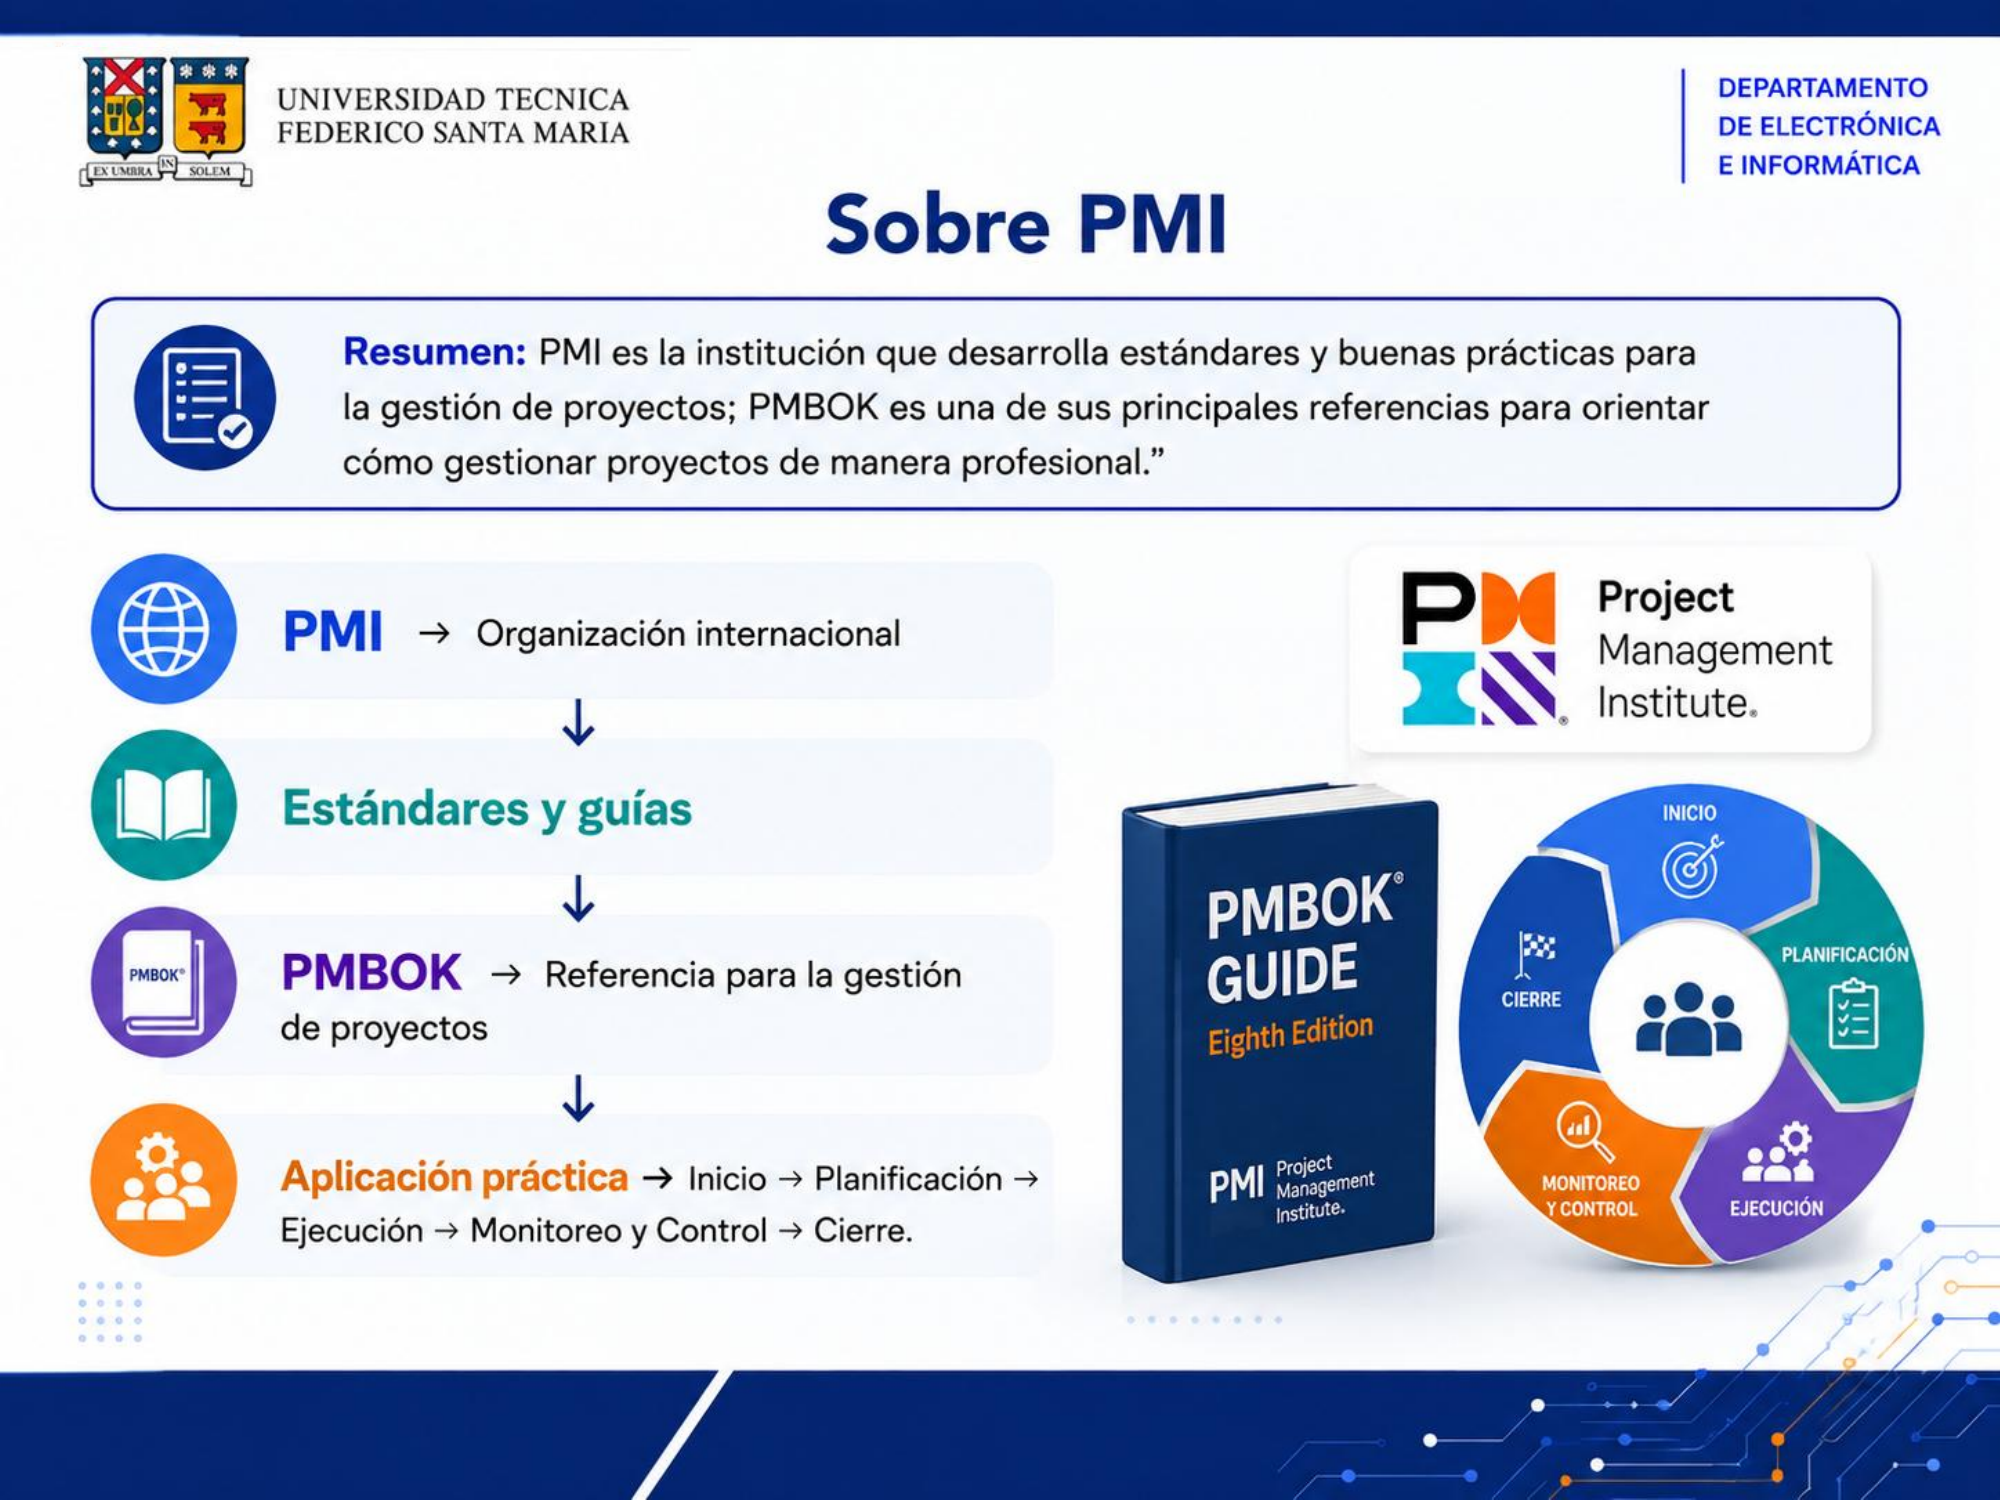 EX UMBRA IN SOLEM
UNIVERSIDAD TECNICA
FEDERICO SANTA MARIA
DEPARTAMENTO
DE ELECTRÓNICA
E INFORMÁTICA
Sobre PMI
Resumen: PMI es la institución que desarrolla estándares y buenas prácticas para
la gestión de proyectos; PMBOK es una de sus principales referencias para orientar
cómo gestionar proyectos de manera profesional.”
PMI → Organización internacional
Estándares y guías
PMBOK®
PMBOK → Referencia para la gestión
de proyectos
Aplicación práctica → Inicio → Planificación →
Ejecución → Monitoreo y Control → Cierre.
PM
®
Project
Management
Institute®
PMBOK®
GUIDE
Eighth Edition
PMI Project
Management
Institute.
INICIO
PLANIFICACIÓN
EJECUCIÓN
MONITOREO
Y CONTROL
CIERRE